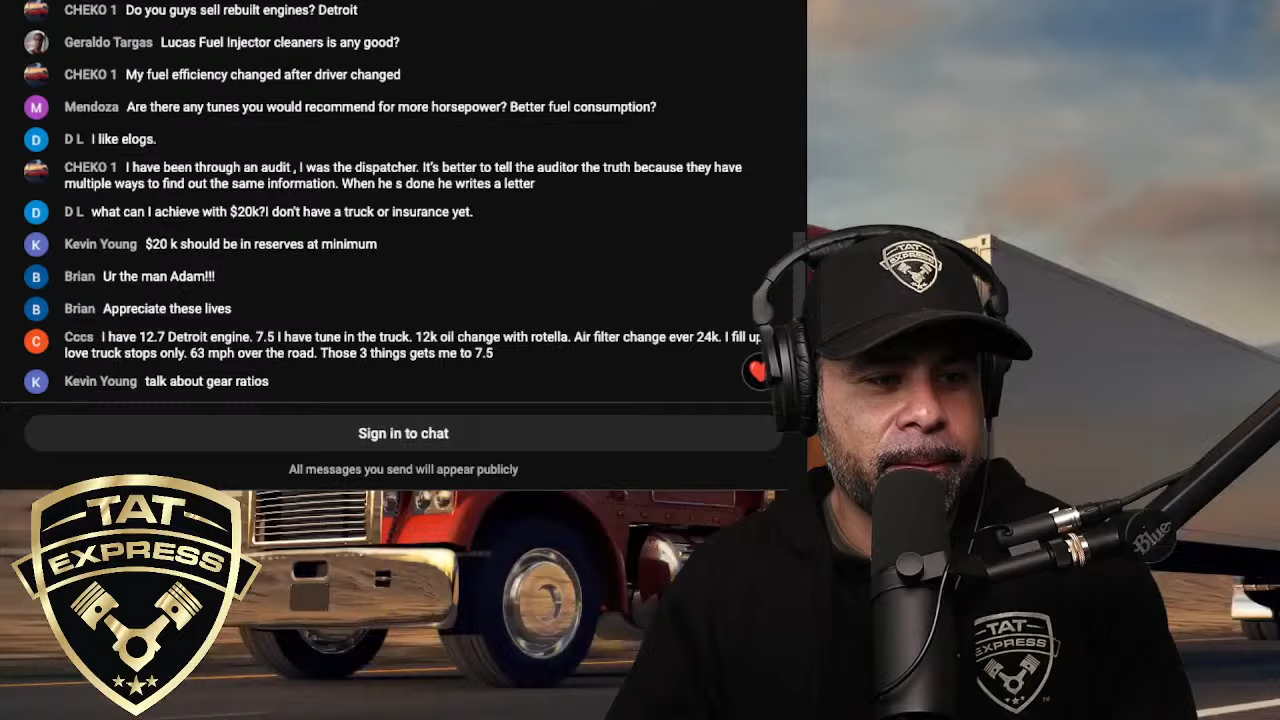 CHEKO 1 Do you guys sell rebuilt engines? Detroit
Geraldo Targas Lucas Fuel Injector cleaners is any good?
CHEKO 1 My fuel efficiency changed after driver changed
M Mendoza Are there any tunes you would recommend for more horsepower? Better fuel consumption?
D D L I like elogs.
CHEKO 1 I have been through an audit , I was the dispatcher. It's better to tell the auditor the truth because they have
multiple ways to find out the same information. When he s done he writes a letter
D D L what can I achieve with $20k?I don't have a truck or insurance yet.
K Kevin Young $20 k should be in reserves at minimum
B Brian Ur the man Adam!!!
B Brian Appreciate these lives
C Cccs I have 12.7 Detroit engine. 7.5 I have tune in the truck. 12k oil change with rotella. Air filter change ever 24k. I fill up
love truck stops only. 63 mph over the road. Those 3 things gets me to 7.5
K Kevin Young talk about gear ratios
Sign in to chat
All messages you send will appear publicly
TAT
EXPRESS
TAT
EXPRESS
Blue
TAT
EXPRESS